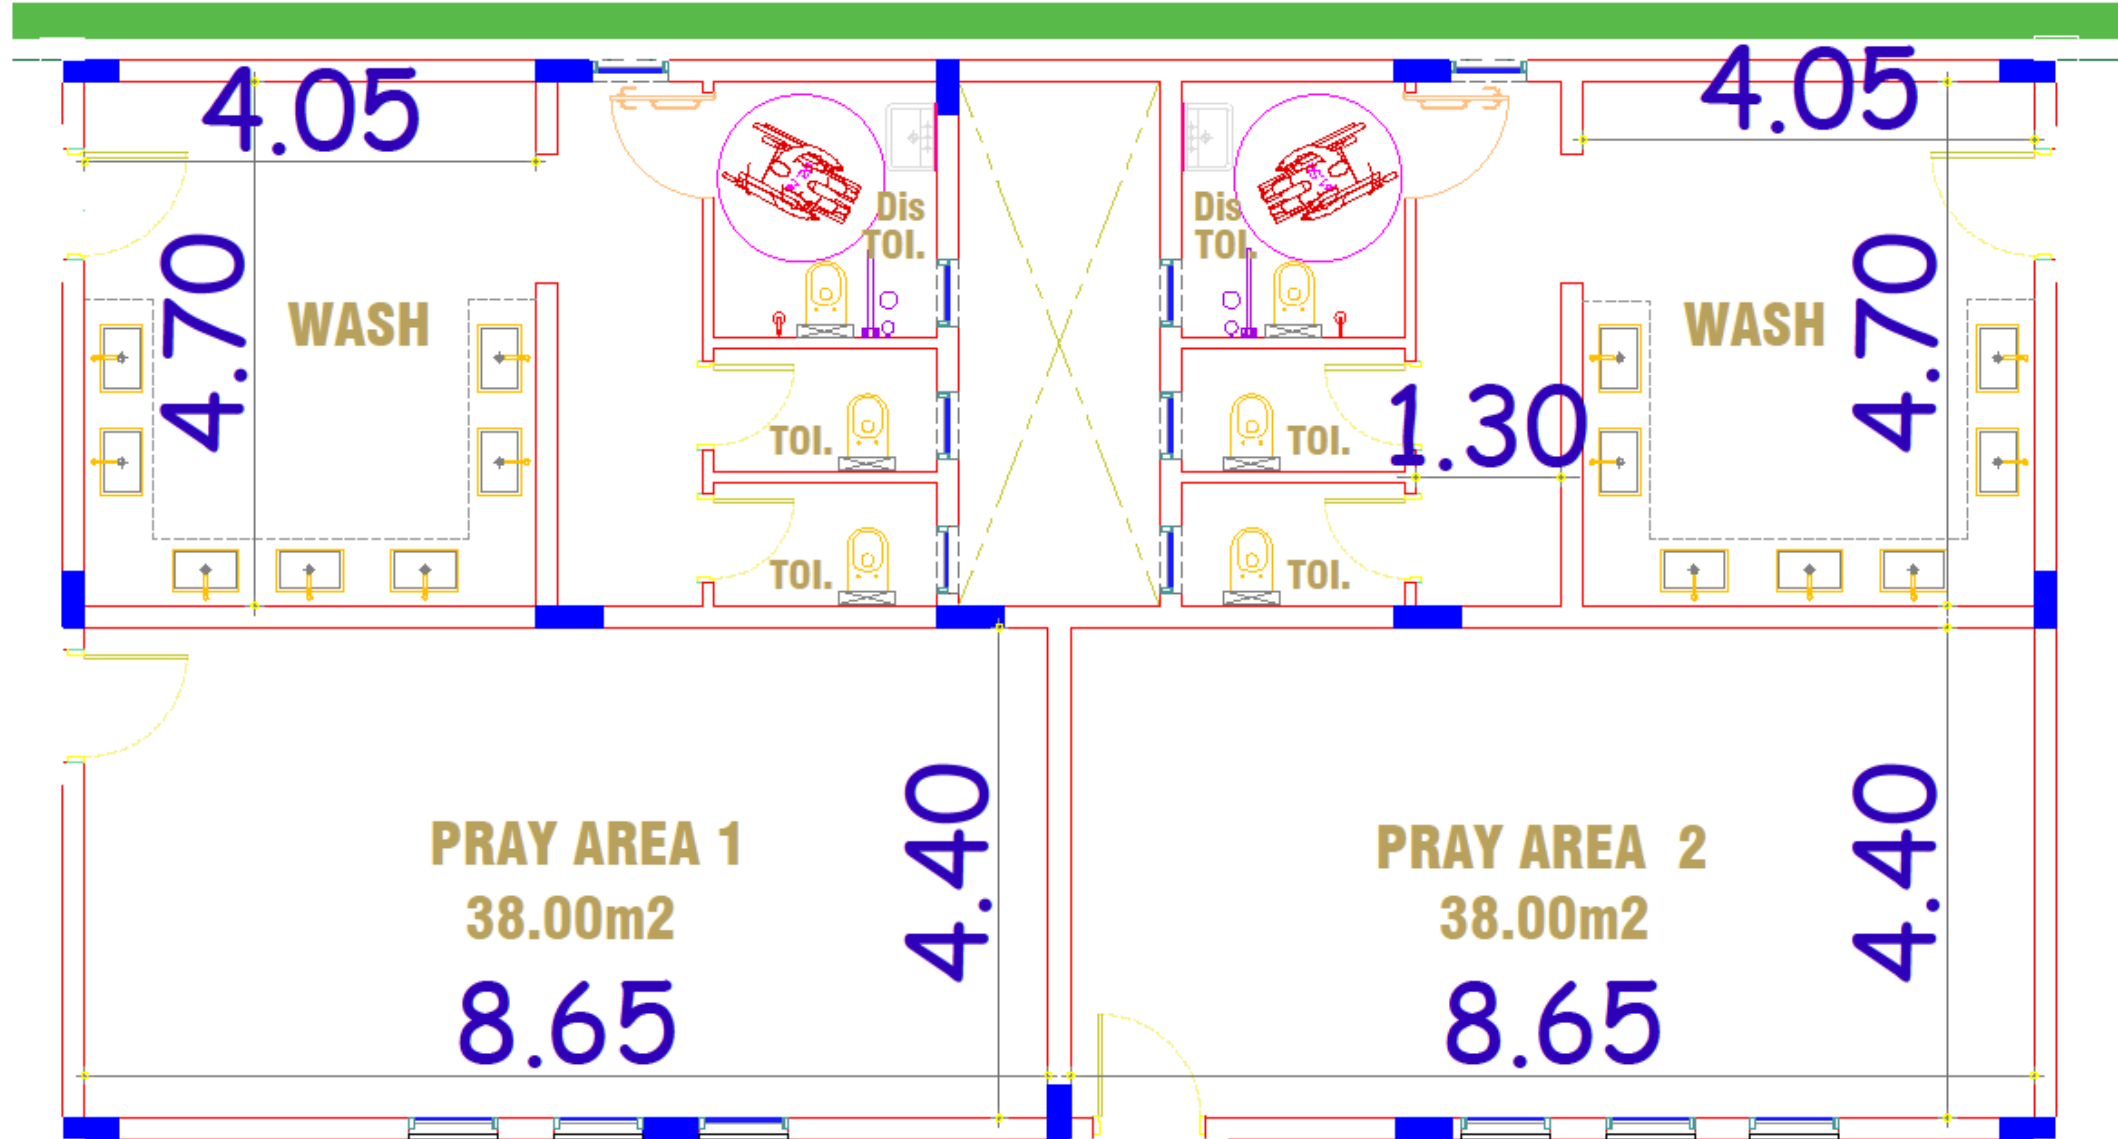 4.05
4.05
Dis
TOI.
Dis
TOI.
4.70
WASH
WASH
4.70
TOI.
TOI.
1.30
TOI.
TOI.
PRAY AREA 1
38.00m2
8.65
4.40
PRAY AREA 2
38.00m2
8.65
4.40